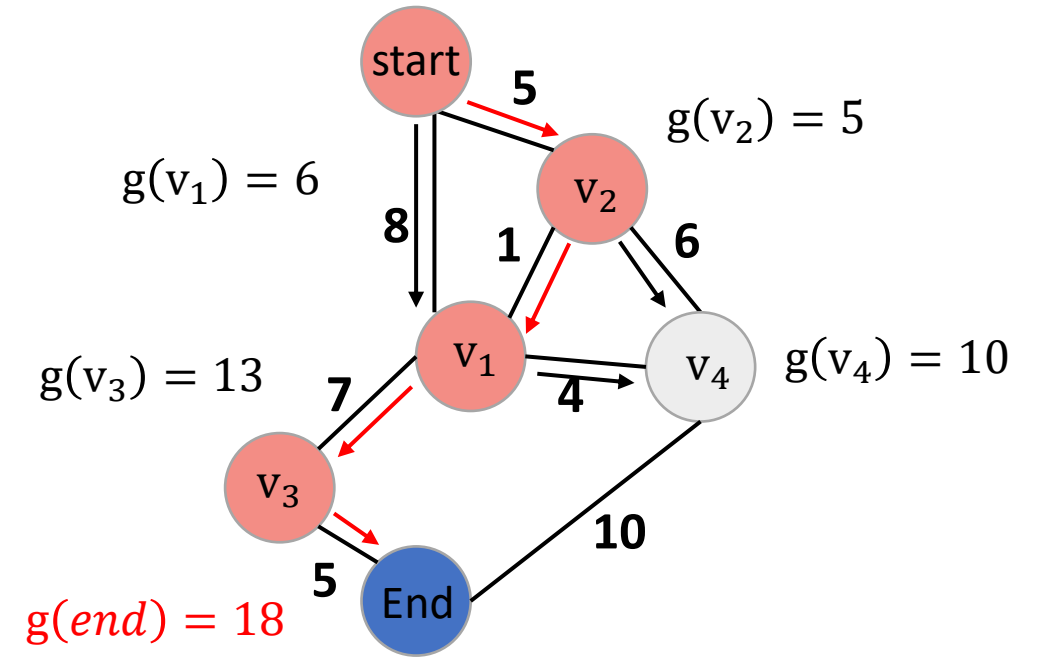 start
5
g(v₂) = 5
g(v₁) = 6
v₂
8
1
6
v₁
v₄
g(v₄) = 10
g(v₃) = 13
7
4
v₃
10
5
End
g(end) = 18